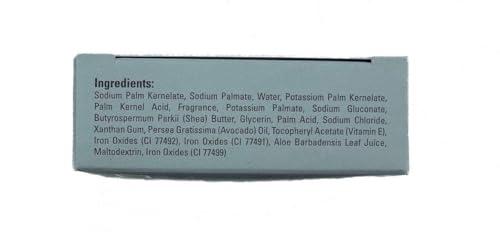 Ingredients:
Sodium Palm Kernelate, Sodium Palmate, Water, Potassium Palm Kernelate,
Palm Kernel Acid, Fragrance, Potassium Palmate, Sodium Gluconate,
Butyrospermum Parkii (Shea) Butter, Glycerin, Palm Acid, Sodium Chloride,
Xanthan Gum, Persea Gratissima (Avocado) Oil, Tocopheryl Acetate (Vitamin E),
Iron Oxides (CI 77492), Iron Oxides (CI 77491), Aloe Barbadensis Leaf Juice,
Maltodextrin, Iron Oxides (CI 77499)